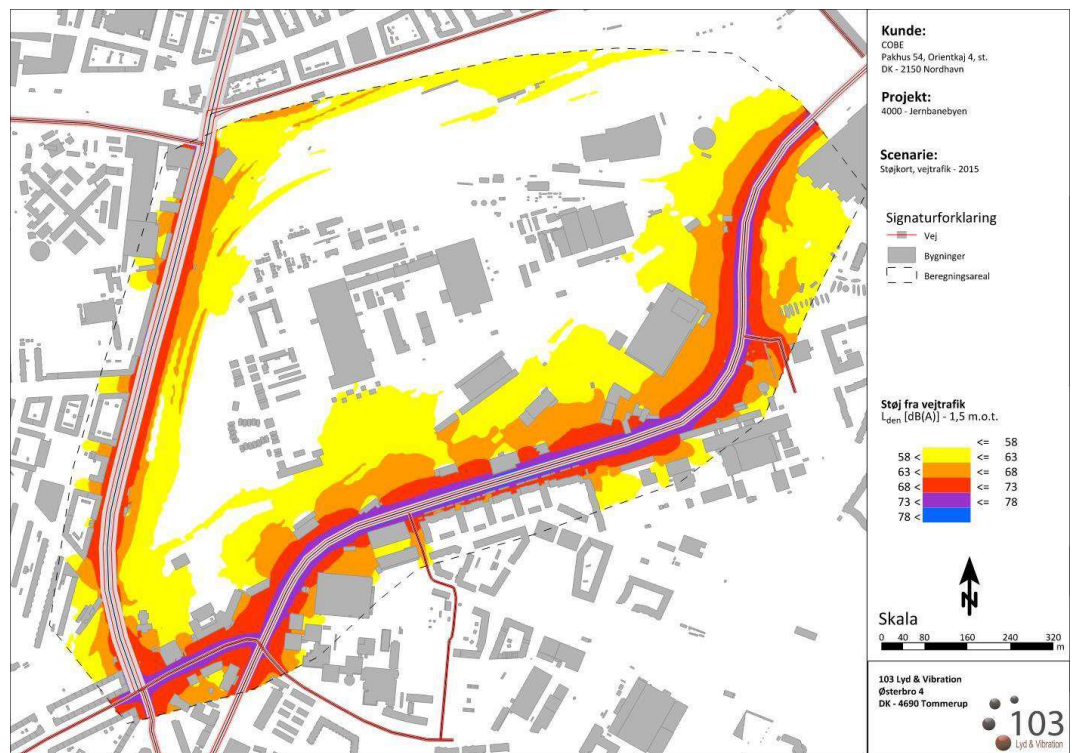 Kunde:
COBE
Pakhus 54, Orientkaj 4, st.
DK - 2150 Nordhavn
Projekt:
4000 - Jernbanebyen
Scenarie:
Støjkort, vejtrafik - 2015
Signaturforklaring
Vej
Bygninger
Beregningsareal
Støj fra vejtrafik
Lden [dB(A)] - 1,5 m.o.t.
<= 58
58 < <= 63
63 < <= 68
68 < <= 73
73 < <= 78
78 <
N
Skala
0 40 80 160 240 320
m
103 Lyd & Vibration
Østerbro 4
DK - 4690 Tommerup
103
Lyd & Vibration